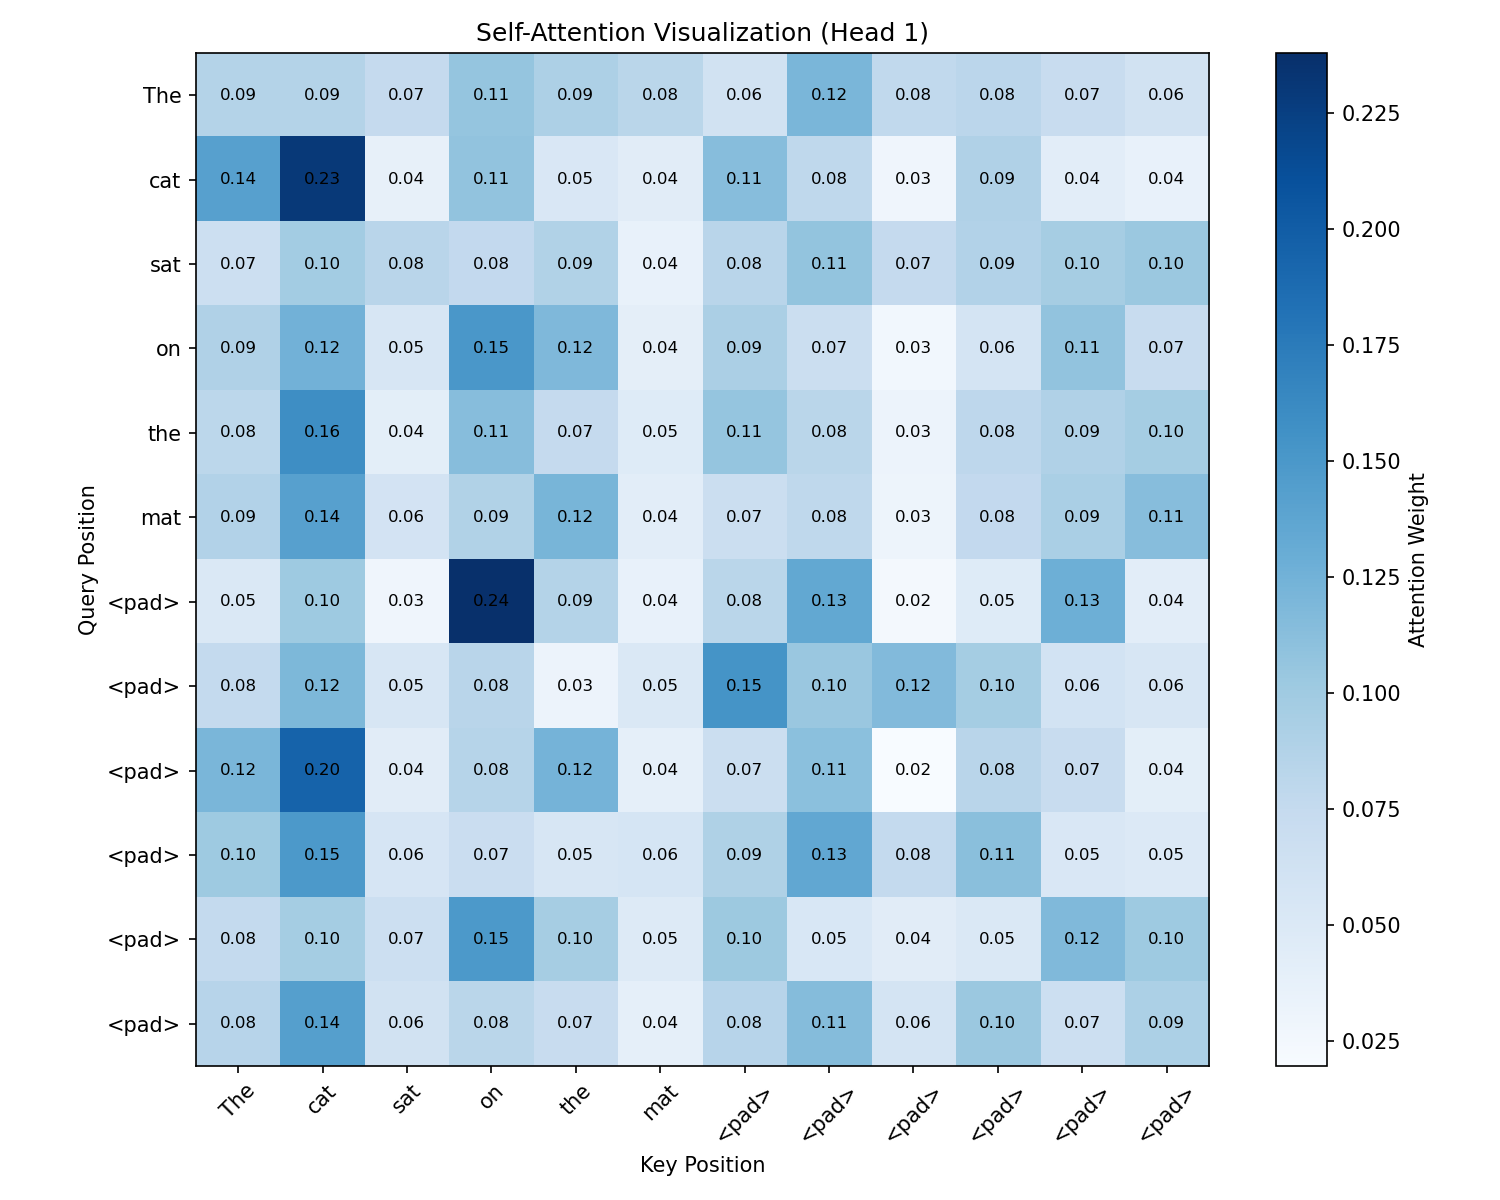 Self-Attention Visualization (Head 1)
The 0.09 0.09 0.07 0.11 0.09 0.08 0.06 0.12 0.08 0.08 0.07 0.06
cat 0.14 0.23 0.04 0.11 0.05 0.04 0.11 0.08 0.03 0.09 0.04 0.04
sat 0.07 0.10 0.08 0.08 0.09 0.04 0.08 0.11 0.07 0.09 0.10 0.10
on 0.09 0.12 0.05 0.15 0.12 0.04 0.09 0.07 0.03 0.06 0.11 0.07
the 0.08 0.16 0.04 0.11 0.07 0.05 0.11 0.08 0.03 0.08 0.09 0.10
mat 0.09 0.14 0.06 0.09 0.12 0.04 0.07 0.08 0.03 0.08 0.09 0.11
<pad> 0.05 0.10 0.03 0.24 0.09 0.04 0.08 0.13 0.02 0.05 0.13 0.04
<pad> 0.08 0.12 0.05 0.08 0.03 0.05 0.15 0.10 0.12 0.10 0.06 0.06
<pad> 0.12 0.20 0.04 0.08 0.12 0.04 0.07 0.11 0.02 0.08 0.07 0.04
<pad> 0.10 0.15 0.06 0.07 0.05 0.06 0.09 0.13 0.08 0.11 0.05 0.05
<pad> 0.08 0.10 0.07 0.15 0.10 0.05 0.10 0.05 0.04 0.05 0.12 0.10
<pad> 0.08 0.14 0.06 0.08 0.07 0.04 0.08 0.11 0.06 0.10 0.07 0.09
The cat sat on the mat <pad> <pad> <pad> <pad> <pad> <pad>
Key Position
Query Position
0.225
0.200
0.175
0.150
0.125
0.100
0.075
0.050
0.025
Attention Weight